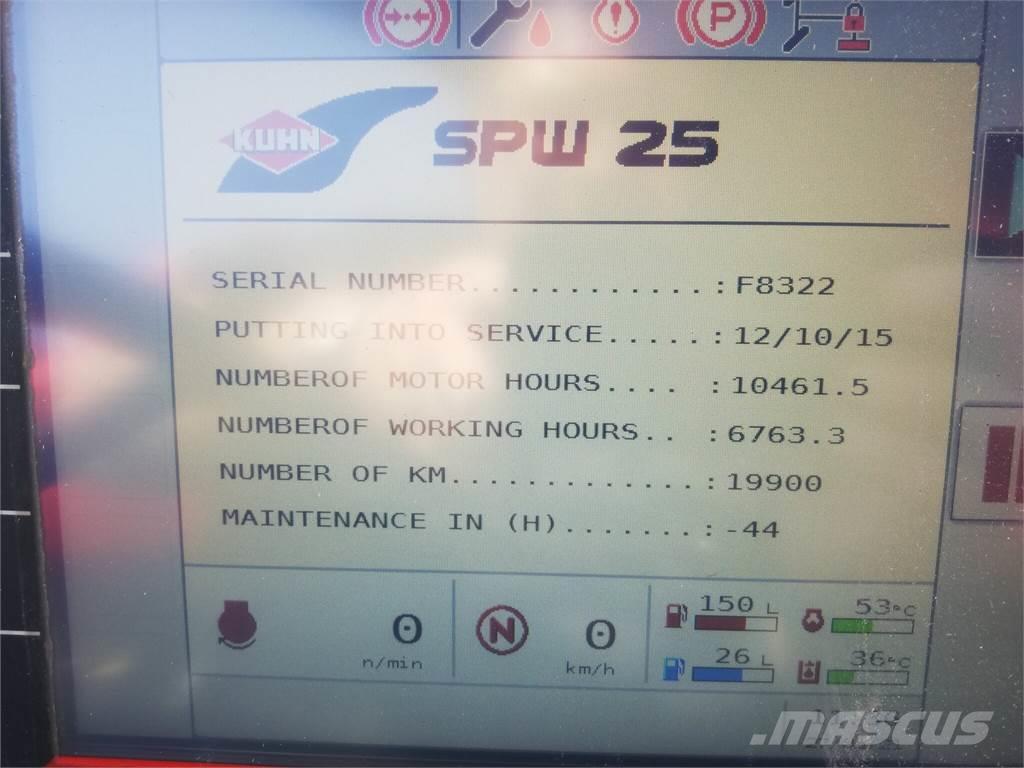 P
KUHN
SPW 25
SERIAL NUMBER............:F8322
PUTTING INTO SERVICE.....:12/10/15
NUMBEROF MOTOR HOURS.... :10461.5
NUMBEROF WORKING HOURS.. :6763.3
NUMBER OF KM.............:19900
MAINTENANCE IN (H).......:-44
0 n/min
N
0 km/h
150 L
53°C
26 L
36°C
.MASCUS